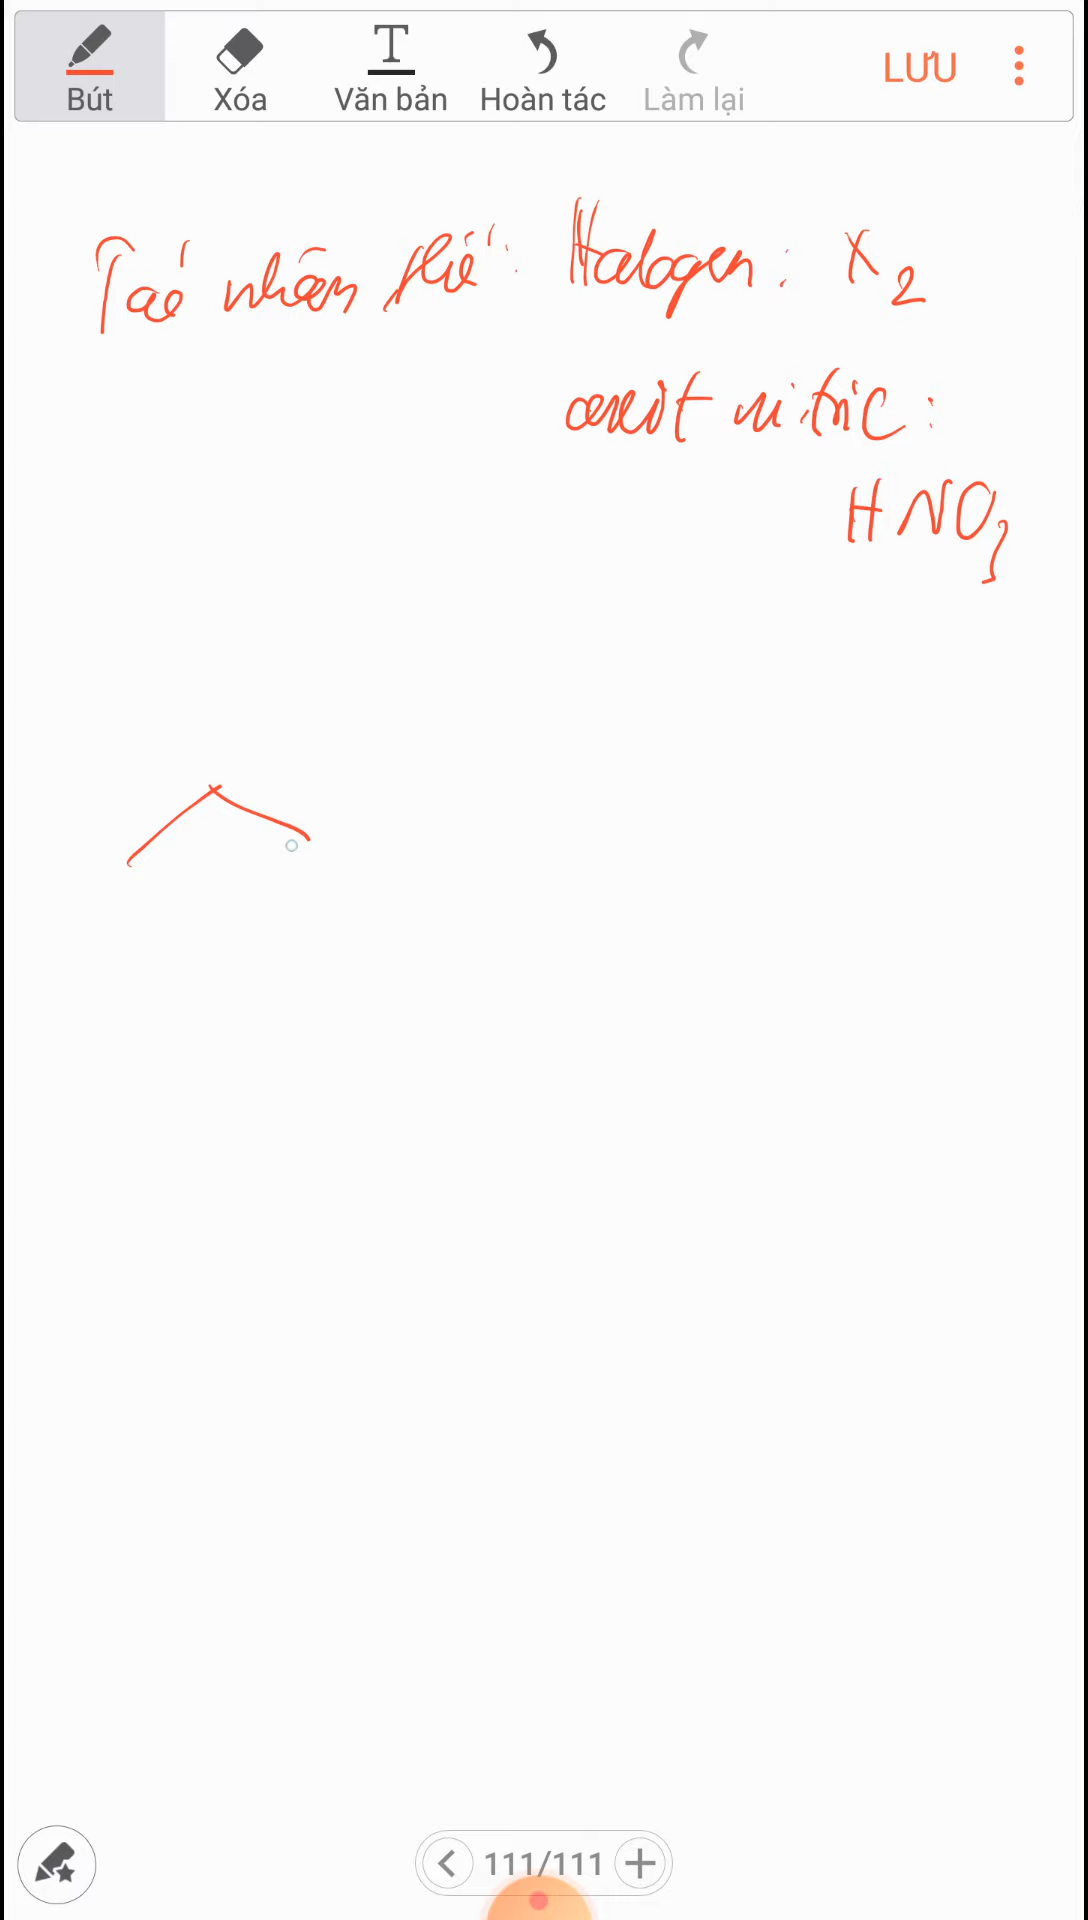 Bút Xóa Văn bản Hoàn tác Làm lại LƯU
Tác nhân thế: Halogen: X2
axit nitric:
HNO3
111/111